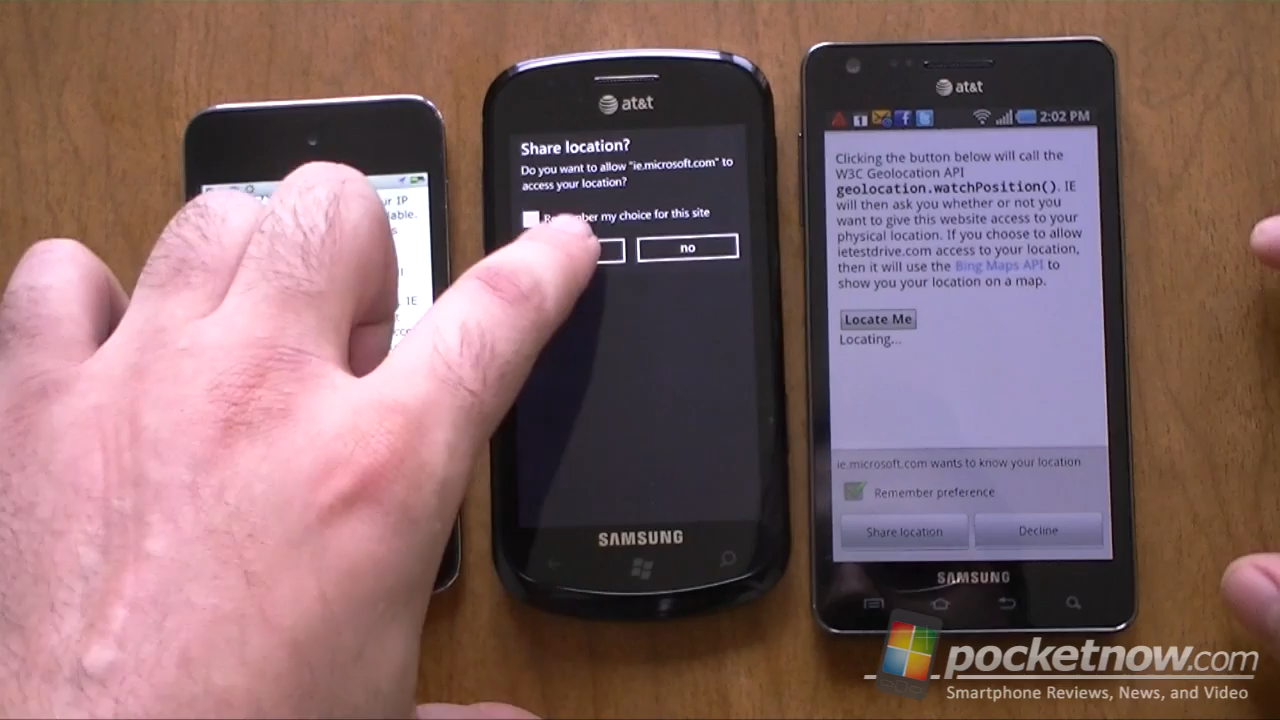 ur IP
lable.
s
l
IE
at&t
Share location?
Do you want to allow "ie.microsoft.com" to
access your location?
my choice for this site
no
SAMSUNG
at&t
1 f 2:02 PM
Clicking the button below will call the
W3C Geolocation API
geolocation.watchPosition(). IE
will then ask you whether or not you
want to give this website access to your
physical location. If you choose to allow
ietestdrive.com access to your location,
then it will use the Bing Maps API to
show you your location on a map.
Locate Me
Locating...
ie.microsoft.com wants to know your location
Remember preference
Share location
Decline
SAMSUNG
pocketnow.com
Smartphone Reviews, News, and Video